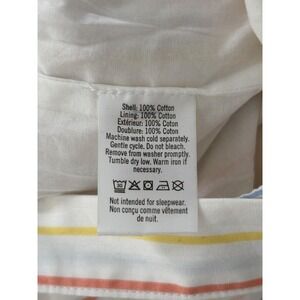 Shell: 100% Cotton
Lining: 100% Cotton
Extérieur: 100% Coton
Doublure: 100% Coton
Machine wash cold separately.
Gentle cycle. Do not bleach.
Remove from washer promptly.
Tumble dry low. Warm iron if
necessary.
Not intended for sleepwear.
Non conçu comme vêtement
de nuit.